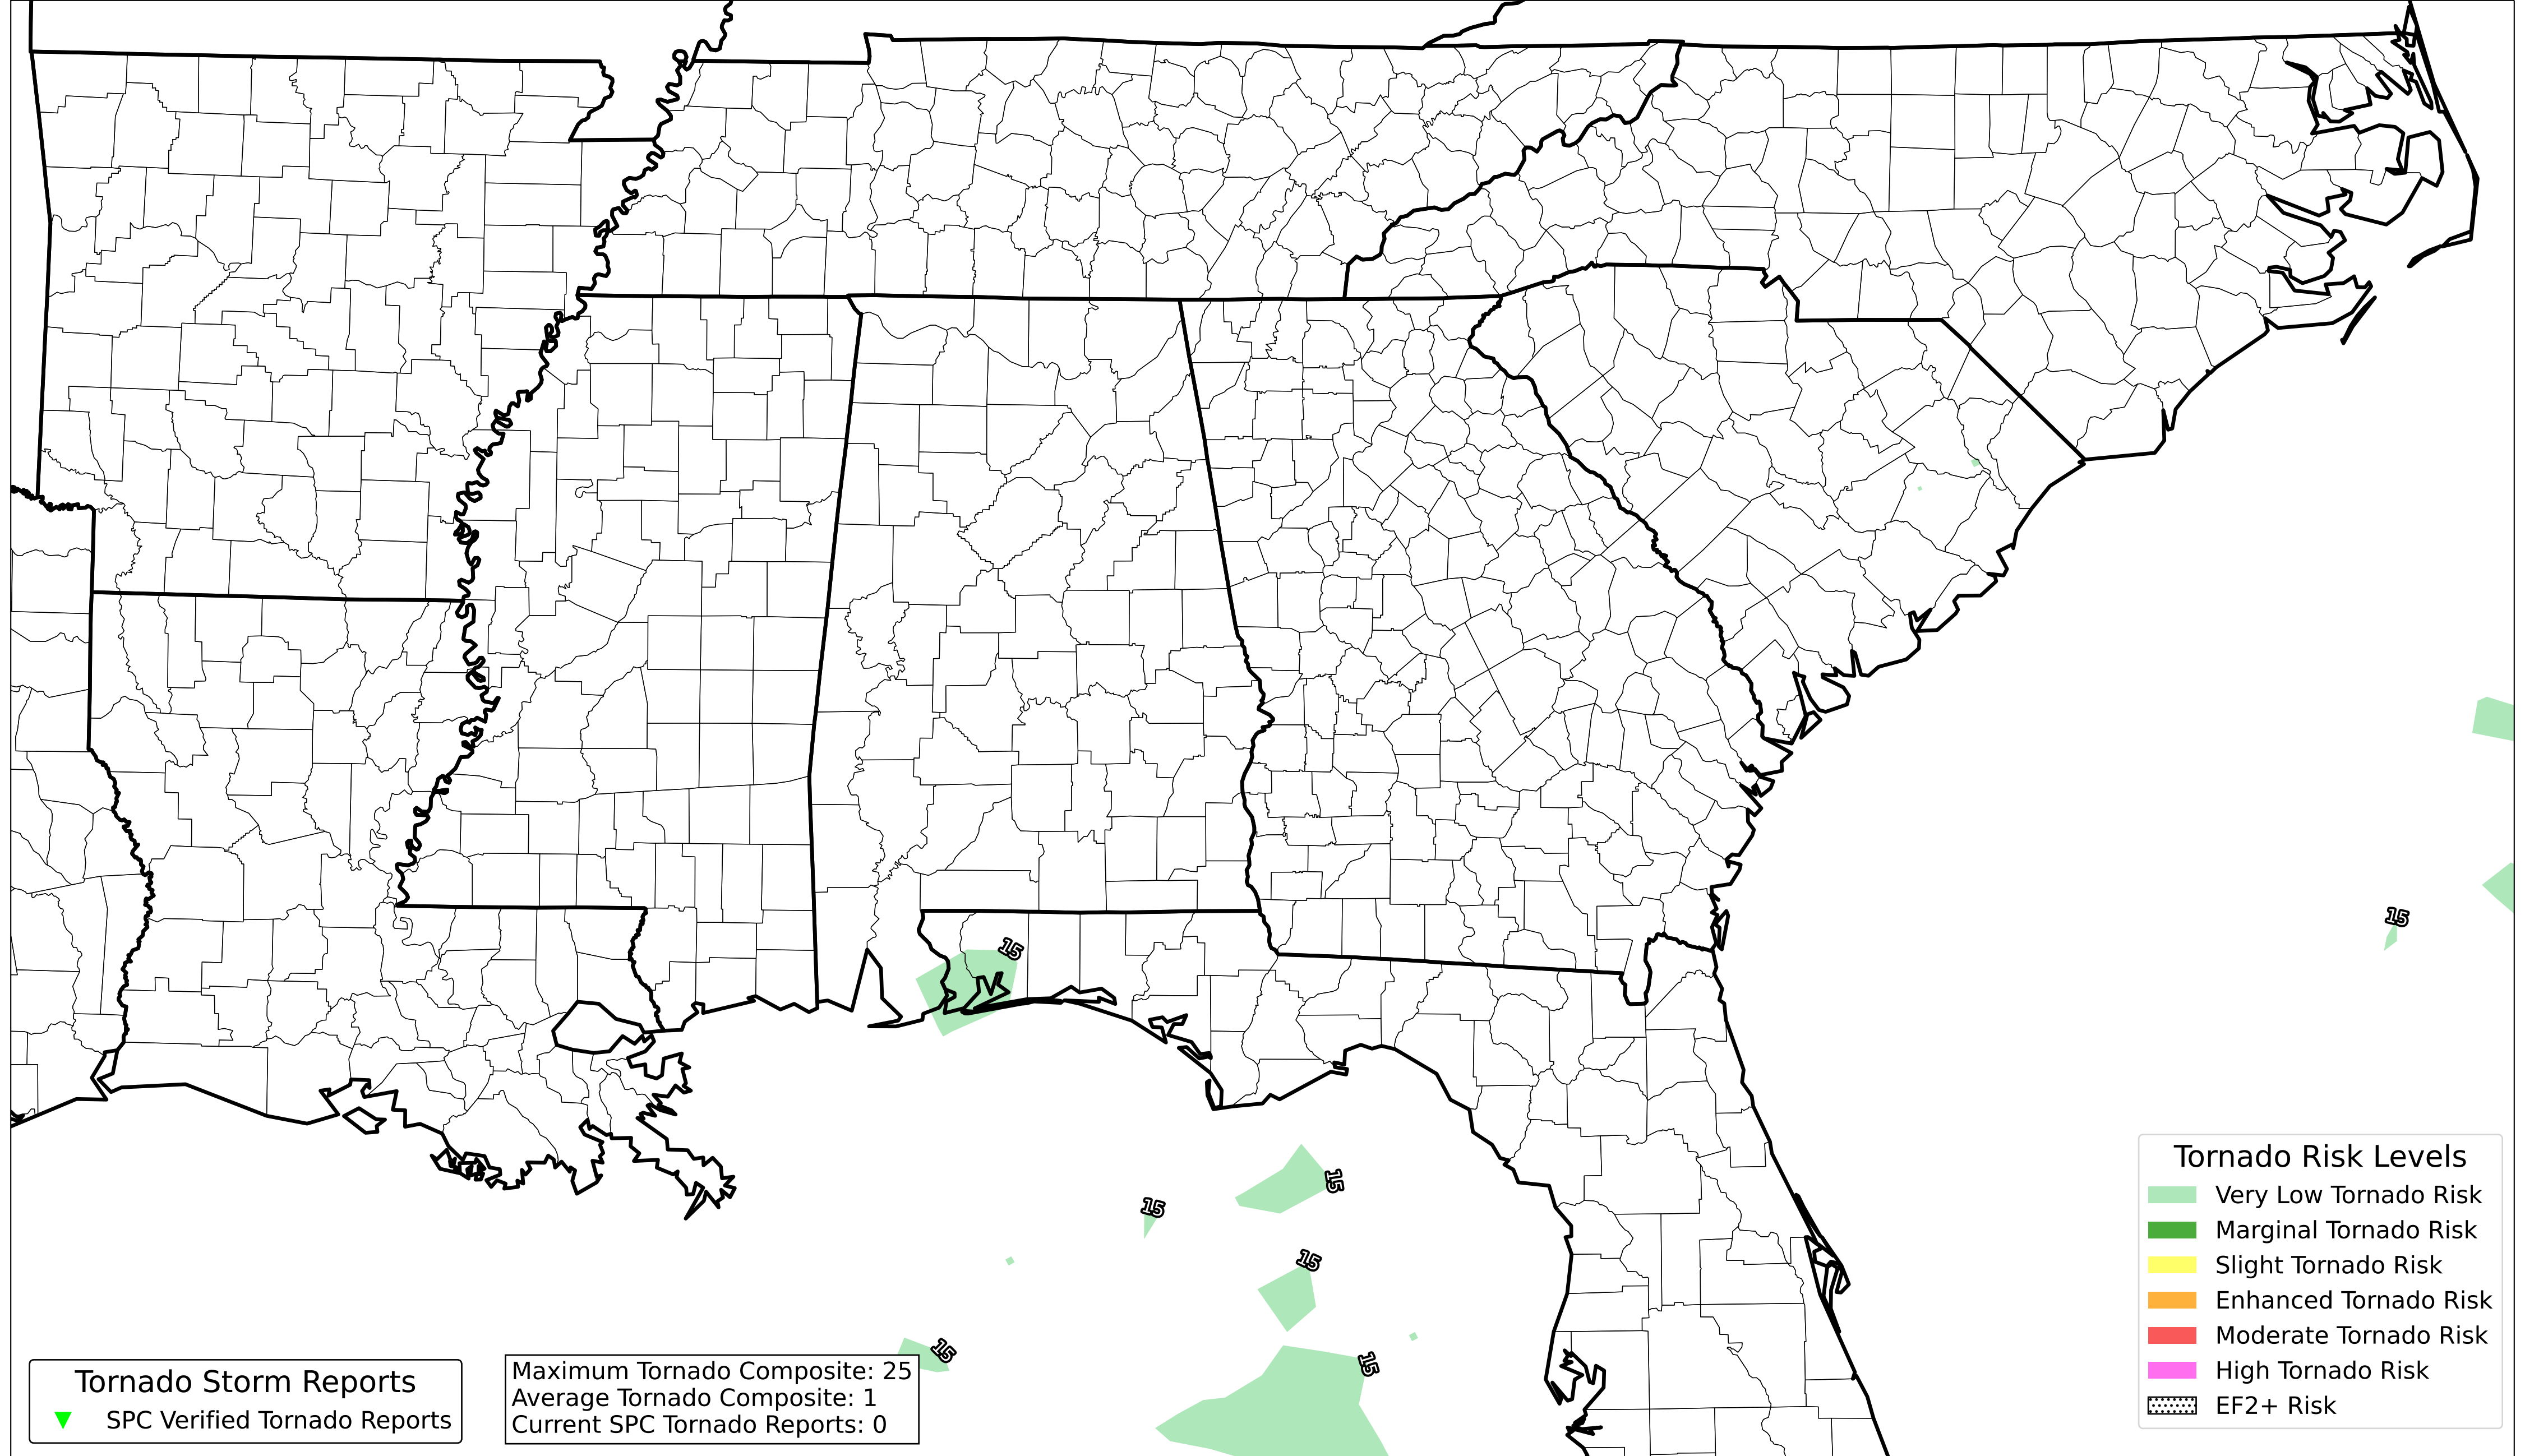 15
15
15
15
15
15
15
Tornado Risk Levels
Very Low Tornado Risk
Marginal Tornado Risk
Slight Tornado Risk
Enhanced Tornado Risk
Moderate Tornado Risk
High Tornado Risk
EF2+ Risk
Tornado Storm Reports
SPC Verified Tornado Reports
Maximum Tornado Composite: 25
Average Tornado Composite: 1
Current SPC Tornado Reports: 0